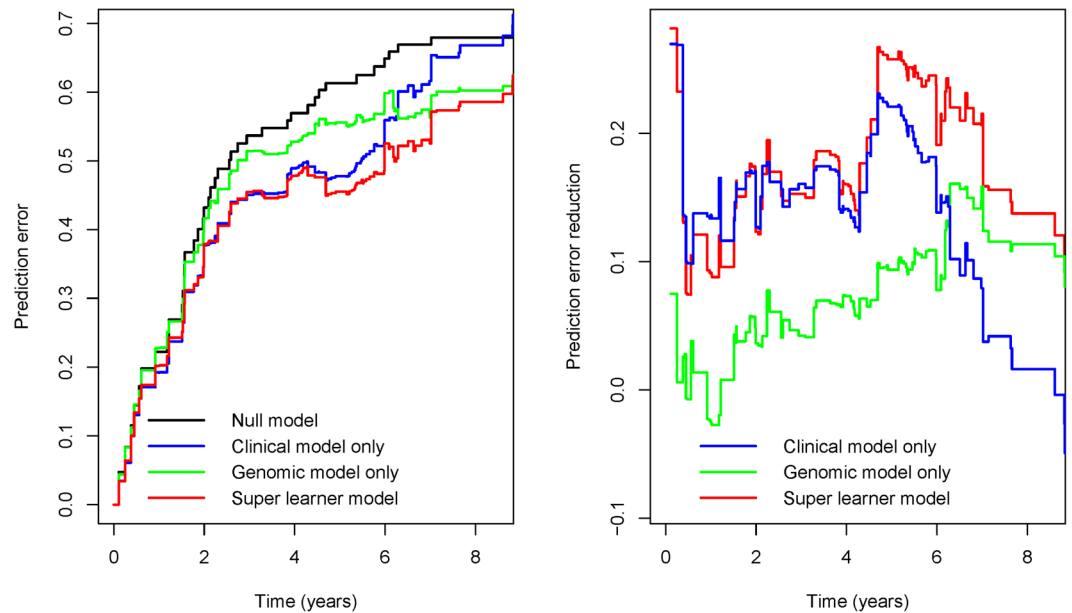 0.7
0.6
0.5
0.4
0.3
0.2
0.1
0.0
Prediction error
Null model
Clinical model only
Genomic model only
Super learner model
0 2 4 6 8
Time (years)
0.2
0.1
0.0
−0.1
Prediction error reduction
Clinical model only
Genomic model only
Super learner model
0 2 4 6 8
Time (years)